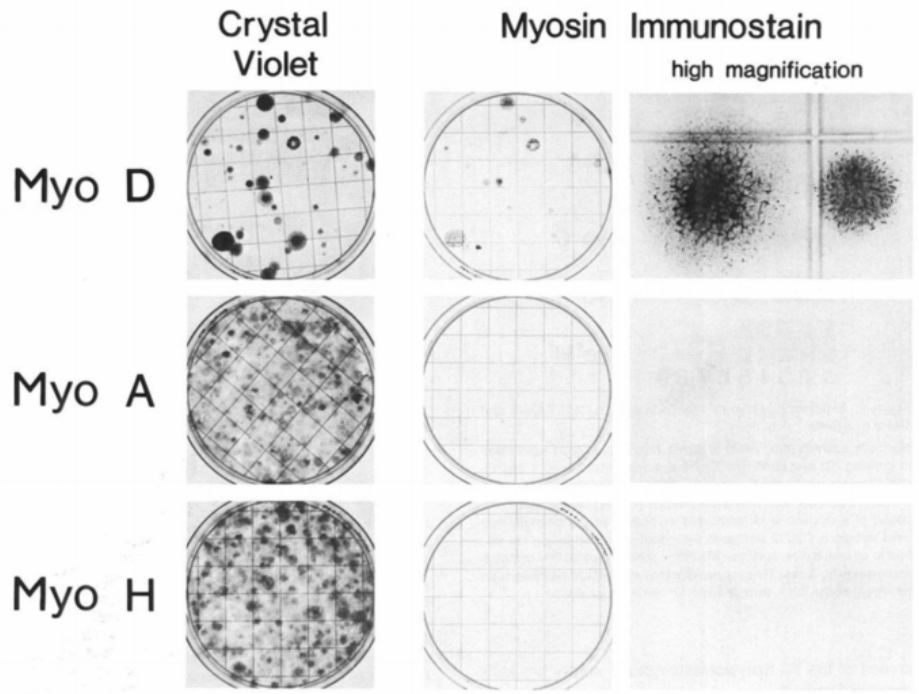 Crystal
Violet
Myosin Immunostain
high magnification
Myo D
Myo A
Myo H